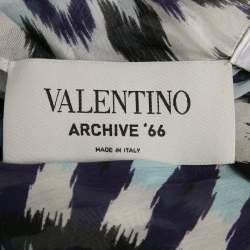 VALENTINO
ARCHIVE '66
MADE IN ITALY